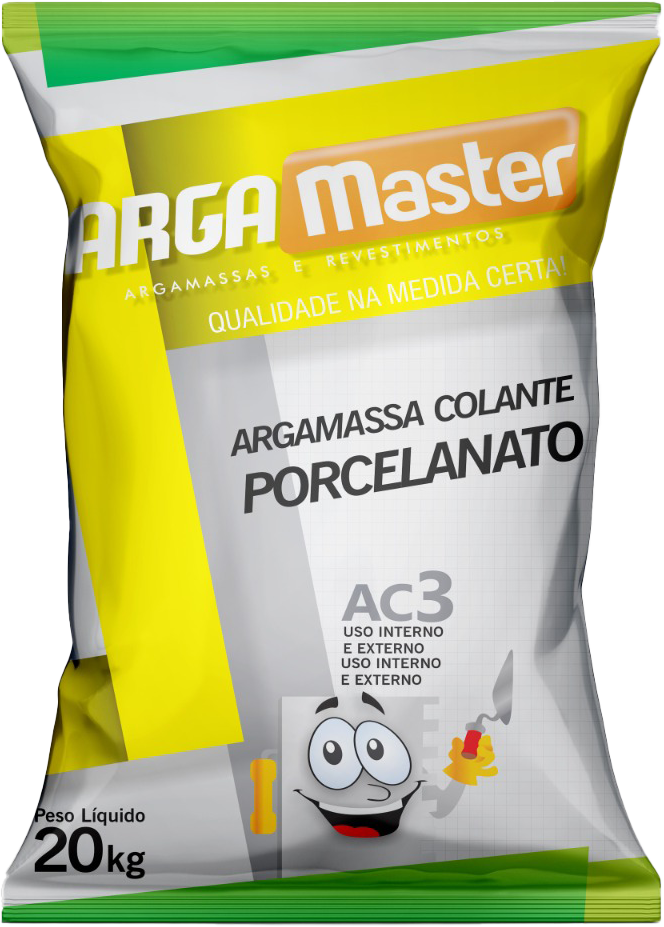 ARGA Master
ARGAMASSAS E REVESTIMENTOS
QUALIDADE NA MEDIDA CERTA!
ARGAMASSA COLANTE
PORCELANATO
AC3
USO INTERNO
E EXTERNO
USO INTERNO
E EXTERNO
Peso Líquido
20kg